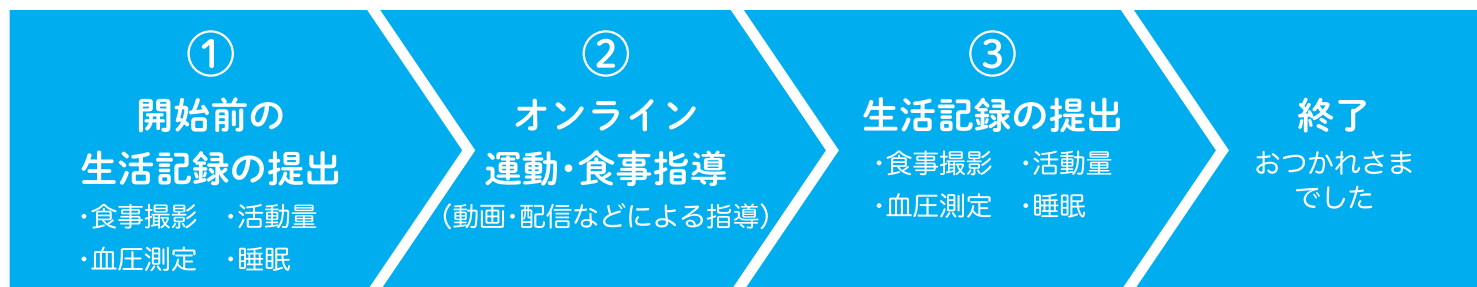 ①
開始前の
生活記録の提出
・食事撮影　・活動量
・血圧測定　・睡眠
②
オンライン
運動・食事指導
（動画・配信などによる指導）
③
生活記録の提出
・食事撮影　・活動量
・血圧測定　・睡眠
終了
おつかれさま
でした